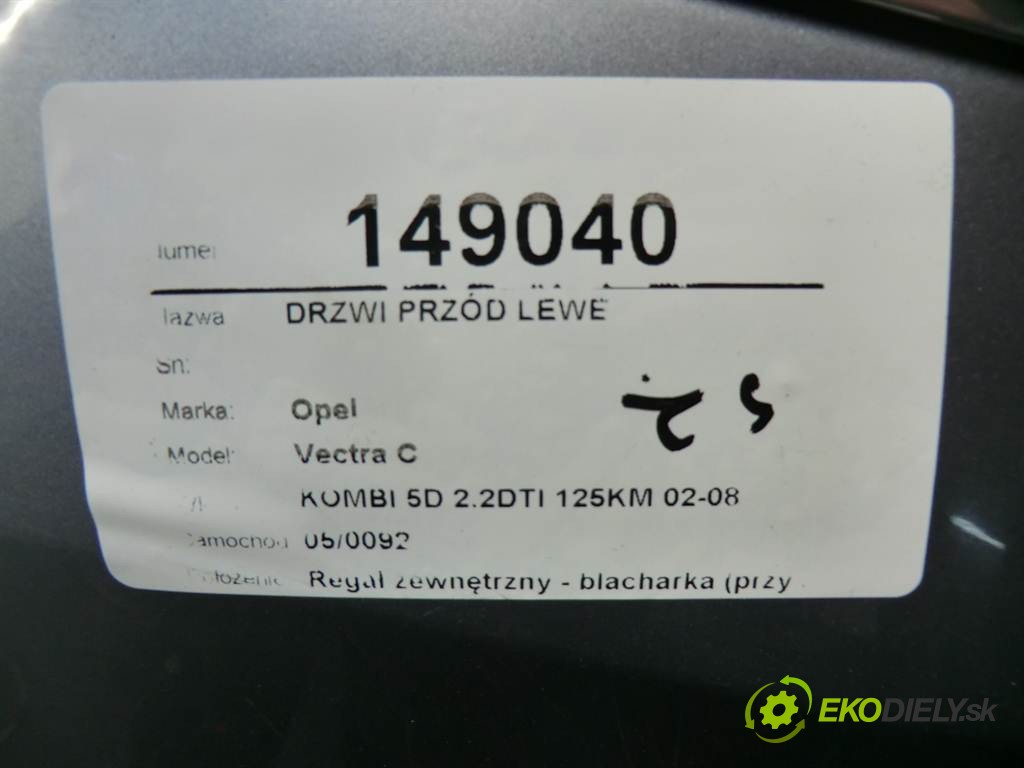 149040
DRZWI PRZÓD LEWE
Sn:
Marka: Opel
Model: Vectra C
KOMBI 5D 2.2DTI 125KM 02-08
05/0092
Regał zewnętrzny - blacharka (przy
EKODIELY.sk